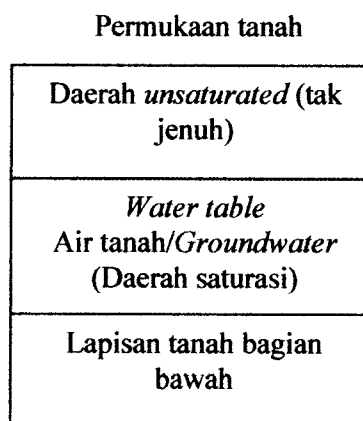 Permukaan tanah
Daerah unsaturated (tak
jenuh)
Water table
Air tanah/Groundwater
(Daerah saturasi)
Lapisan tanah bagian
bawah